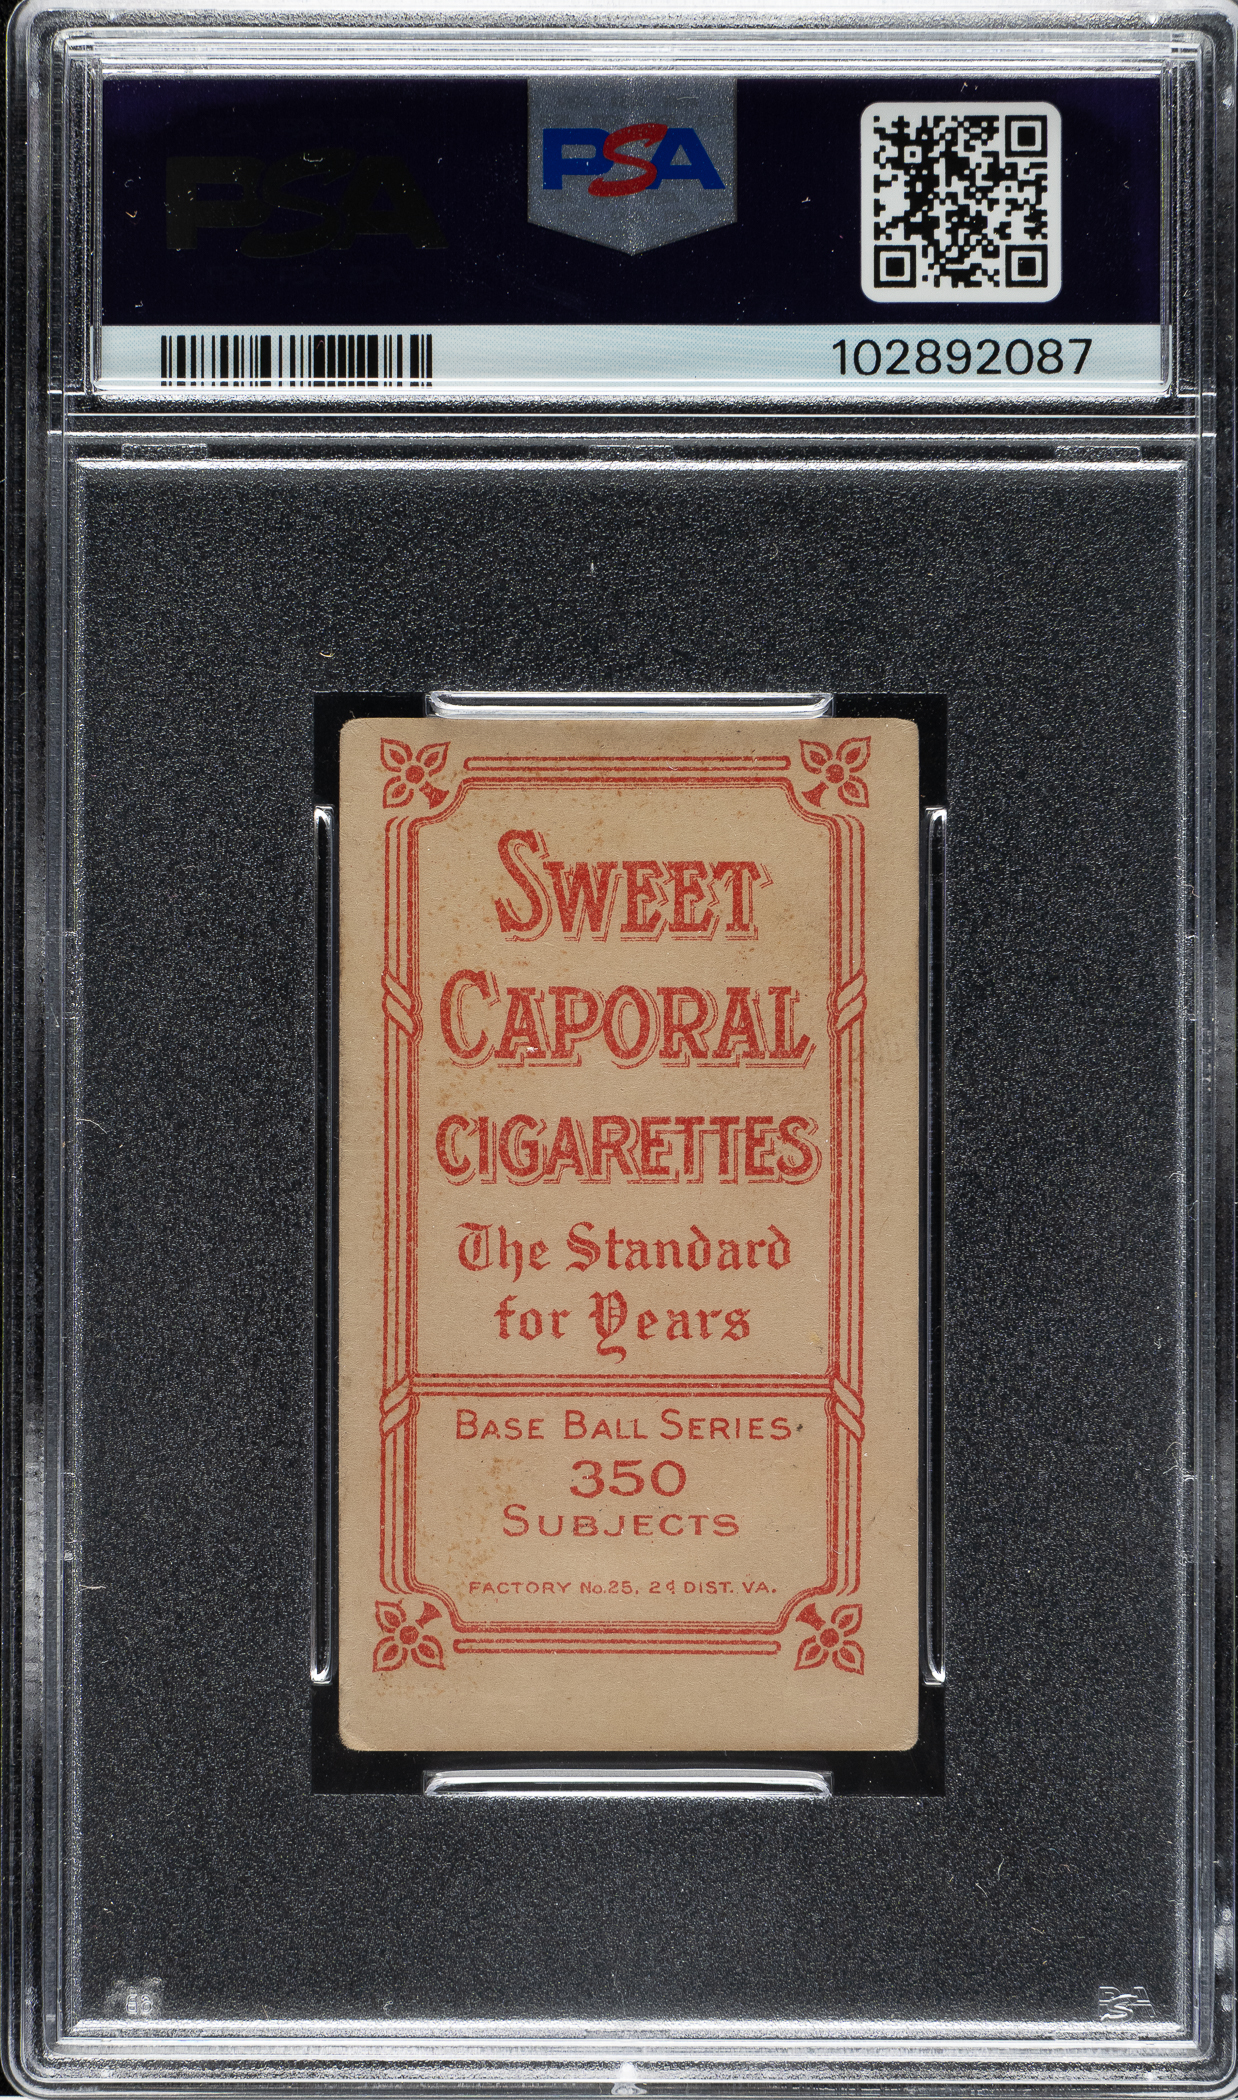 PSA
PSA
102892087
SWEET
CAPORAL
CIGARETTES
The Standard
for Years
BASE BALL SERIES
350
SUBJECTS
FACTORY No.25, 2d DIST. VA.
PSA